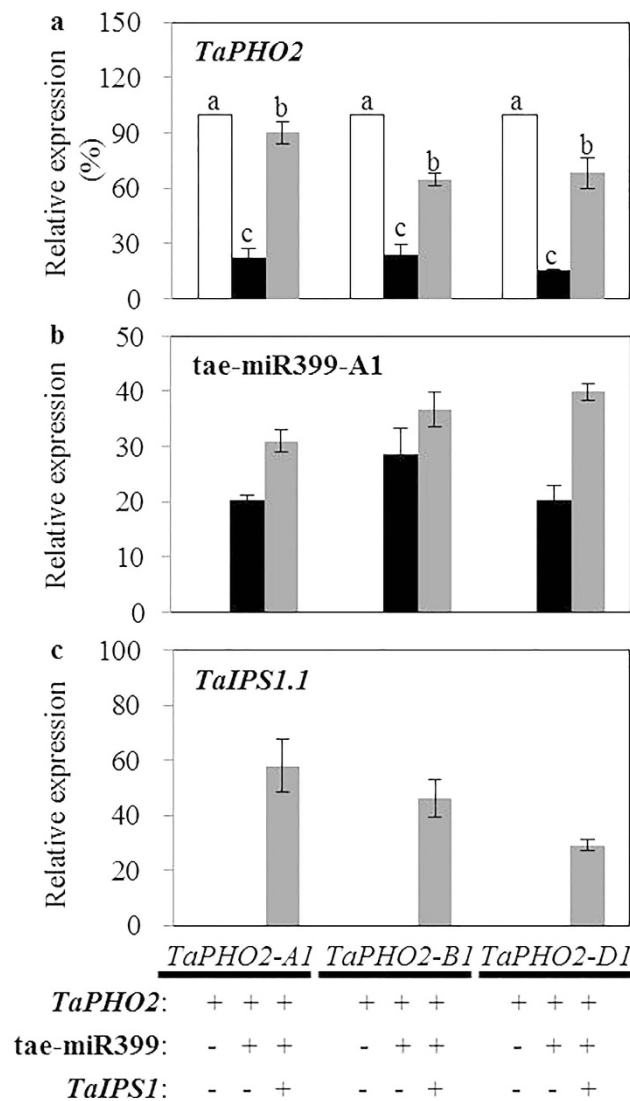 a
TaPHO2
Relative expression
(%)
150
120
90
60
30
0
a
b
c
a
b
c
a
b
c
b
tae-miR399-A1
Relative expression
50
40
30
20
10
0
c
TaIPS1.1
Relative expression
100
80
60
40
20
0
TaPHO2-A1 TaPHO2-B1 TaPHO2-D1
TaPHO2: + + + + + + + + +
tae-miR399: - + + - + + - + +
TaIPS1: - - + - - + - - +